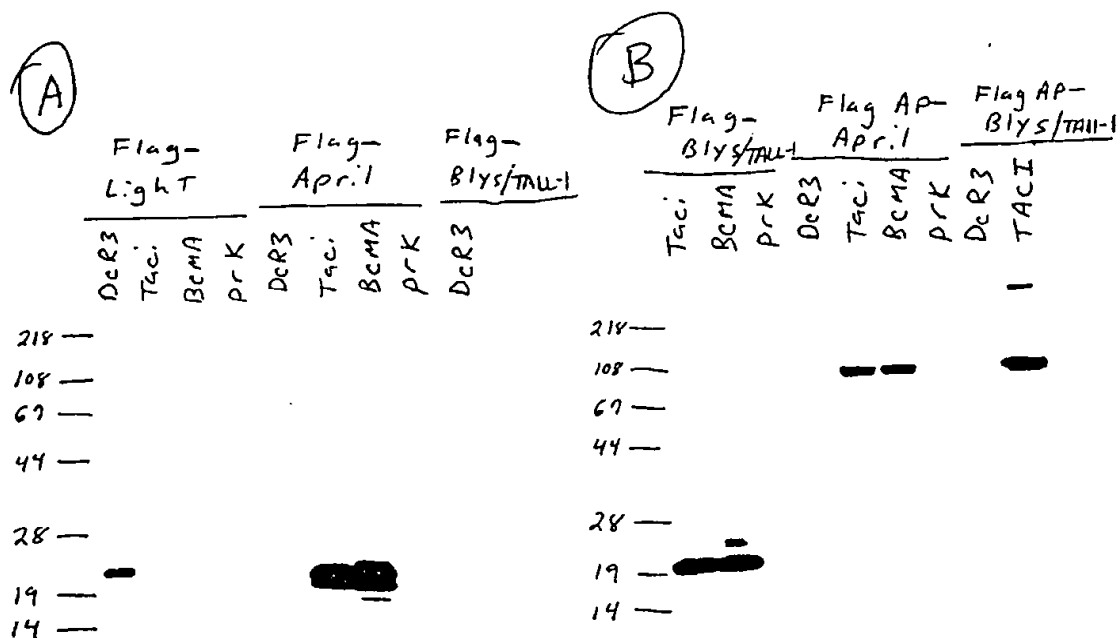 A
Flag-
LighT
Flag-
April
Flag-
Blys/TALL-1
DcR3
Taci
BcMA
prK
DcR3
Taci
BcMA
prK
DcR3
218
108
67
44
28
19
14
B
Flag-
Blys/TALL-1
Flag AP-
April
Flag AP-
Blys/TAll-1
Taci
BcMA
prK
DcR3
Taci
BcMA
prK
DcR3
TACI
218
108
67
44
28
19
14